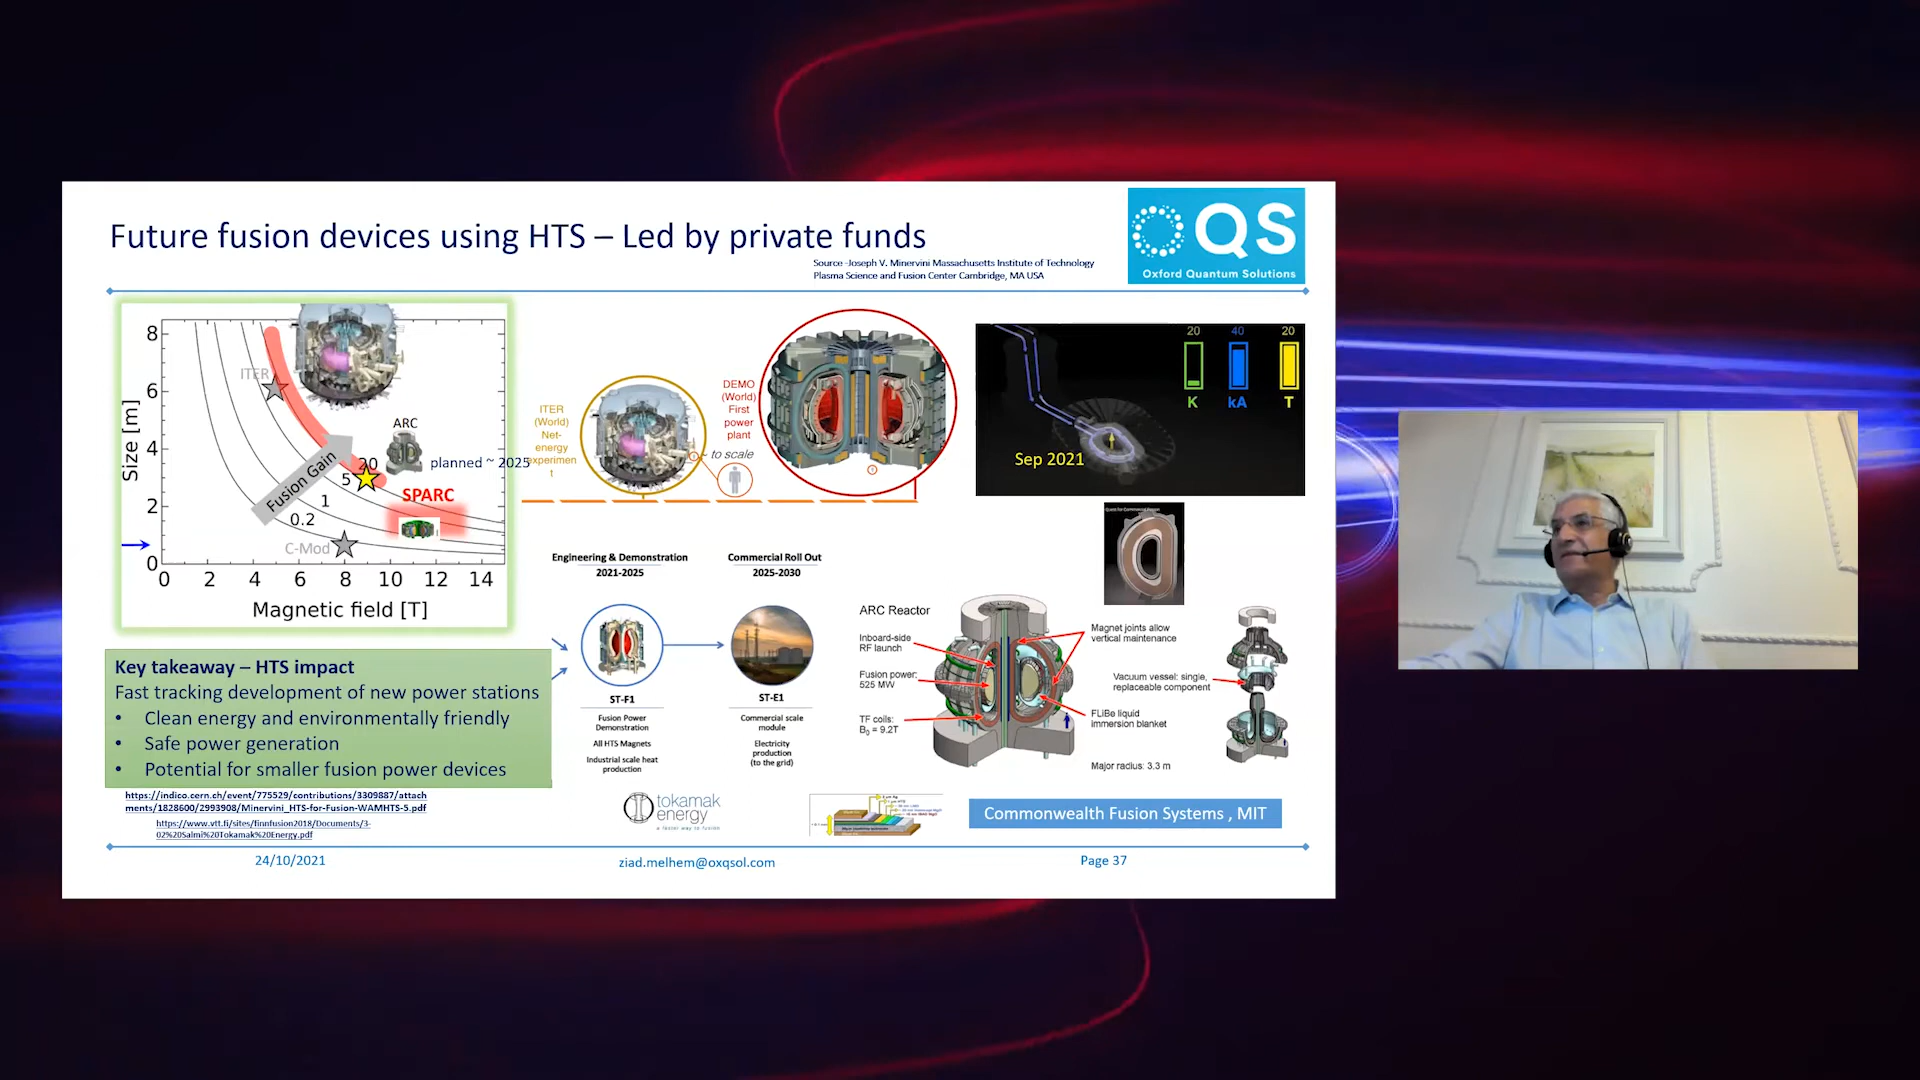 Future fusion devices using HTS – Led by private funds
Source -Joseph V. Minervini Massachusetts Institute of Technology
Plasma Science and Fusion Center Cambridge, MA USA
QS
Oxford Quantum Solutions
8
6
4
2
0
Size [m]
0 2 4 6 8 10 12 14
Magnetic field [T]
ITER
ARC
planned ~ 2025
20
5
1
0.2
Fusion Gain
SPARC
C-Mod
ITER
(World)
Net-
energy
experimen
t
DEMO
(World)
First
power
plant
~ to scale
20 40 20
K kA T
Sep 2021
Engineering & Demonstration
2021-2025
Commercial Roll Out
2025-2030
ST-F1
Fusion Power
Demonstration
All HTS Magnets
Industrial scale heat
production
ST-E1
Commercial scale
module
Electricity
production
(to the grid)
ARC Reactor
Inboard-side
RF launch
Fusion power:
525 MW
TF coils:
B₀ = 9.2T
Magnet joints allow
vertical maintenance
Vacuum vessel: single,
replaceable component
FLiBe liquid
immersion blanket
Major radius: 3.3 m
Key takeaway – HTS impact
Fast tracking development of new power stations
• Clean energy and environmentally friendly
• Safe power generation
• Potential for smaller fusion power devices
https://indico.cern.ch/event/775529/contributions/3309887/attach
ments/1828600/2993908/Minervini_HTS-for-Fusion-WAMHTS-5.pdf
https://www.vtt.fi/sites/finnfusion2018/Documents/3-
02%20Salmi%20Tokamak%20Energy.pdf
tokamak
energy
a faster way to fusion
Commonwealth Fusion Systems , MIT
24/10/2021
ziad.melhem@oxqsol.com
Page 37